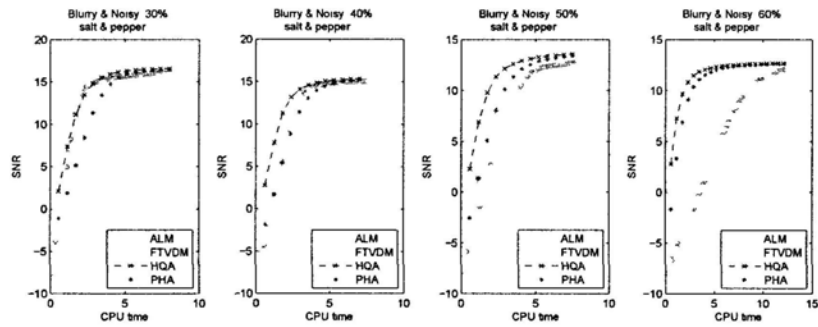 Blurry & Noisy 30%
salt & pepper
20
15
10
5
0
-5
-10
0
5
10
SNR
CPU time
ALM
FTVDM
HQA
PHA
Blurry & Noisy 40%
salt & pepper
20
15
10
5
0
-5
-10
0
5
10
SNR
CPU time
ALM
FTVDM
HQA
PHA
Blurry & Noisy 50%
salt & pepper
15
10
5
0
-5
-10
0
5
10
SNR
CPU time
ALM
FTVDM
HQA
PHA
Blurry & Noisy 60%
salt & pepper
15
10
5
0
-5
-10
0
5
10
15
SNR
CPU time
ALM
FTVDM
HQA
PHA